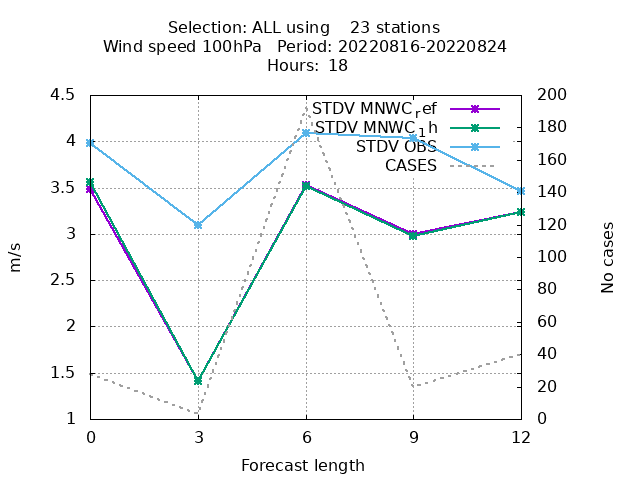 Selection: ALL using    23 stations
Wind speed 100hPa   Period: 20220816-20220824
Hours:  18
4.5
4
3.5
3
2.5
2
1.5
1
200
180
160
140
120
100
80
60
40
20
0
STDV MNWC_ref
STDV MNWC_1h
STDV OBS
CASES
m/s
No cases
0 3 6 9 12
Forecast length